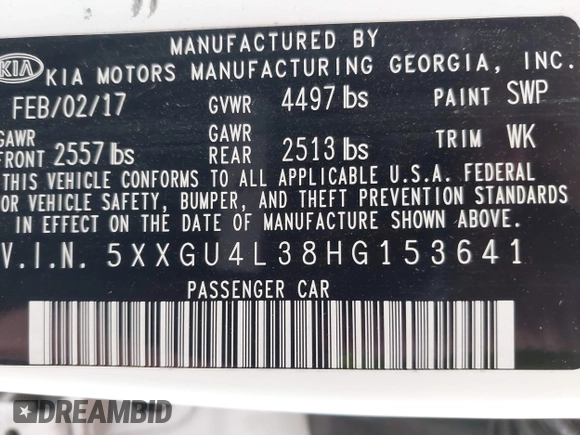 MANUFACTURED BY
KIA KIA MOTORS MANUFACTURING GEORGIA, INC.
FEB/02/17 GVWR 4497 lbs PAINT SWP
GAWR FRONT 2557 lbs GAWR REAR 2513 lbs TRIM WK
THIS VEHICLE CONFORMS TO ALL APPLICABLE U.S.A. FEDERAL
OR VEHICLE SAFETY, BUMPER, AND THEFT PREVENTION STANDARDS
IN EFFECT ON THE DATE OF MANUFACTURE SHOWN ABOVE.
V.I.N. 5XXGU4L38HG153641
PASSENGER CAR
DREAMBID